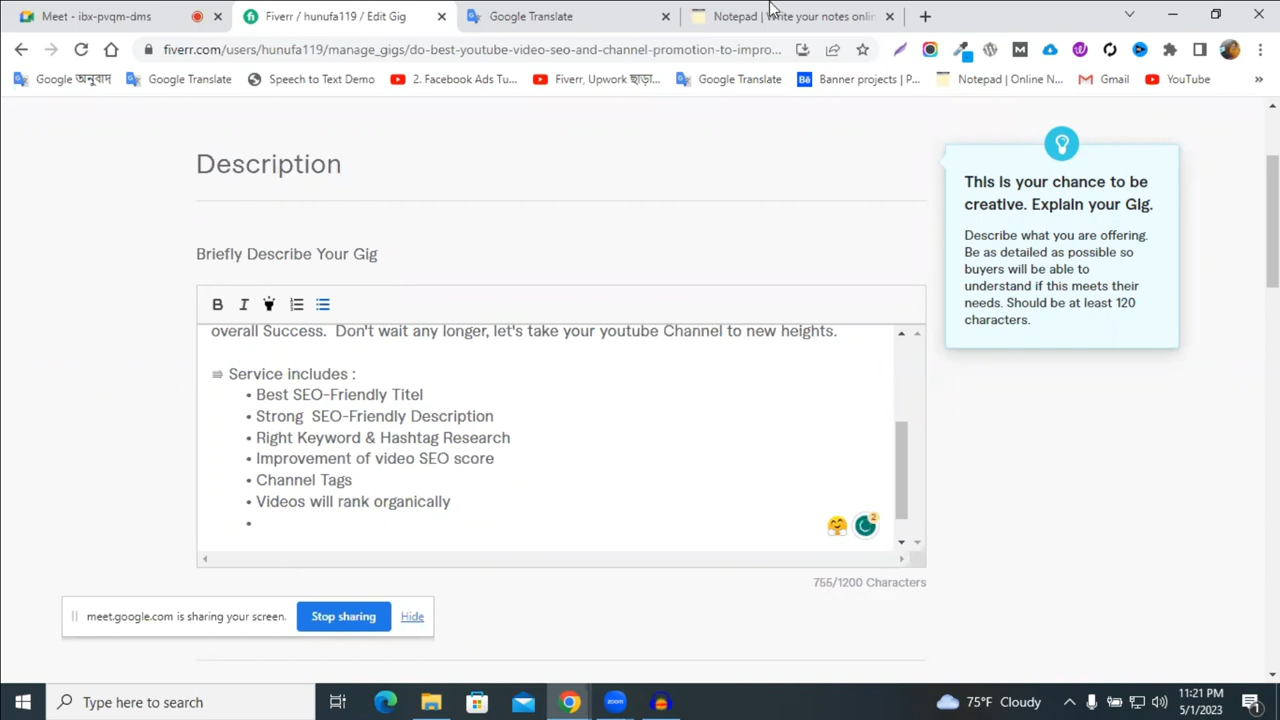 Meet - ibx-pvqm-dms
Fiverr / hunufa119 / Edit Gig
Google Translate
Notepad | Write your notes onlin
fiverr.com/users/hunufa119/manage_gigs/do-best-youtube-video-seo-and-channel-promotion-to-impro...
Google অনুবাদ
Google Translate
Speech to Text Demo
2. Facebook Ads Tu...
Fiverr, Upwork ছাড়া...
Google Translate
Banner projects | P...
Notepad | Online N...
Gmail
YouTube
»
Description
Briefly Describe Your Gig
B I
overall Success.  Don't wait any longer, let's take your youtube Channel to new heights.
⇛ Service includes :
• Best SEO-Friendly Titel
• Strong  SEO-Friendly Description
• Right Keyword & Hashtag Research
• Improvement of video SEO score
• Channel Tags
• Videos will rank organically
•
2
755/1200 Characters
This is your chance to be
creative. Explain your Gig.
Describe what you are offering.
Be as detailed as possible so
buyers will be able to
understand if this meets their
needs. Should be at least 120
characters.
meet.google.com is sharing your screen.
Stop sharing
Hide
Type here to search
zoom
75°F Cloudy
11:21 PM
5/1/2023
1